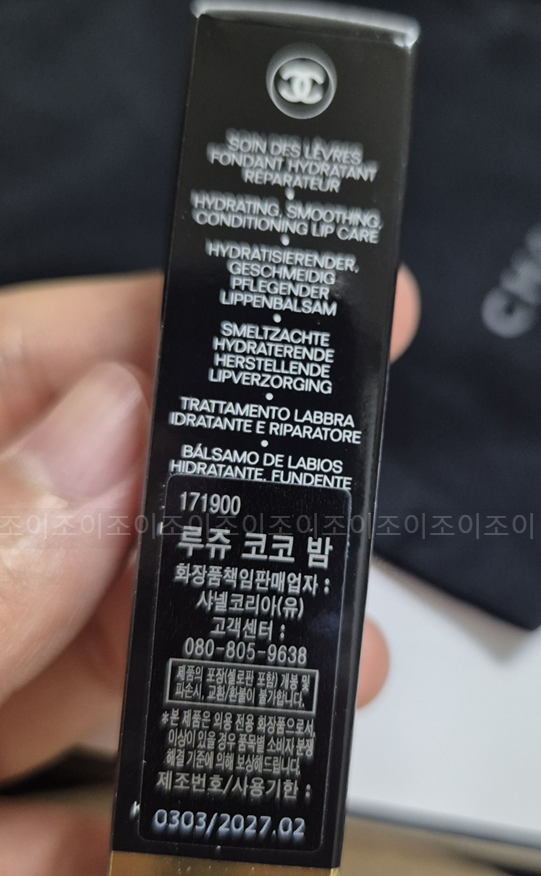 SOIN DES LÈVRES
FONDANT HYDRATANT
RÉPARATEUR
HYDRATING, SMOOTHING,
CONDITIONING LIP CARE
HYDRATISIERENDER,
GESCHMEIDIG
PFLEGENDER
LIPPENBALSAM
SMELTZACHTE
HYDRATERENDE
HERSTELLENDE
LIPVERZORGING
TRATTAMENTO LABBRA
IDRATANTE E RIPARATORE
BÁLSAMO DE LABIOS
HIDRATANTE, FUNDENTE
171900
조이조이조이조이조이조이조이조이
루쥬 코코 밤
화장품책임판매업자 :
샤넬코리아(유)
고객센터 :
080-805-9638
제품의 포장(셀로판 포함) 개봉 및
파손시, 교환/환불이 불가합니다.
*본 제품은 외용 전용 화장품으로서,
이상이 있을 경우 품목별 소비자 분쟁
해결 기준에 의해 보상해드립니다.
제조번호/사용기한 :
0303/2027.02